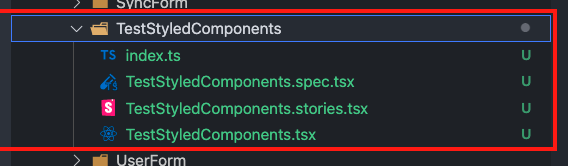 SyncForm
TestStyledComponents
TS index.ts U
TestStyledComponents.spec.tsx U
S TestStyledComponents.stories.tsx U
TestStyledComponents.tsx U
UserForm